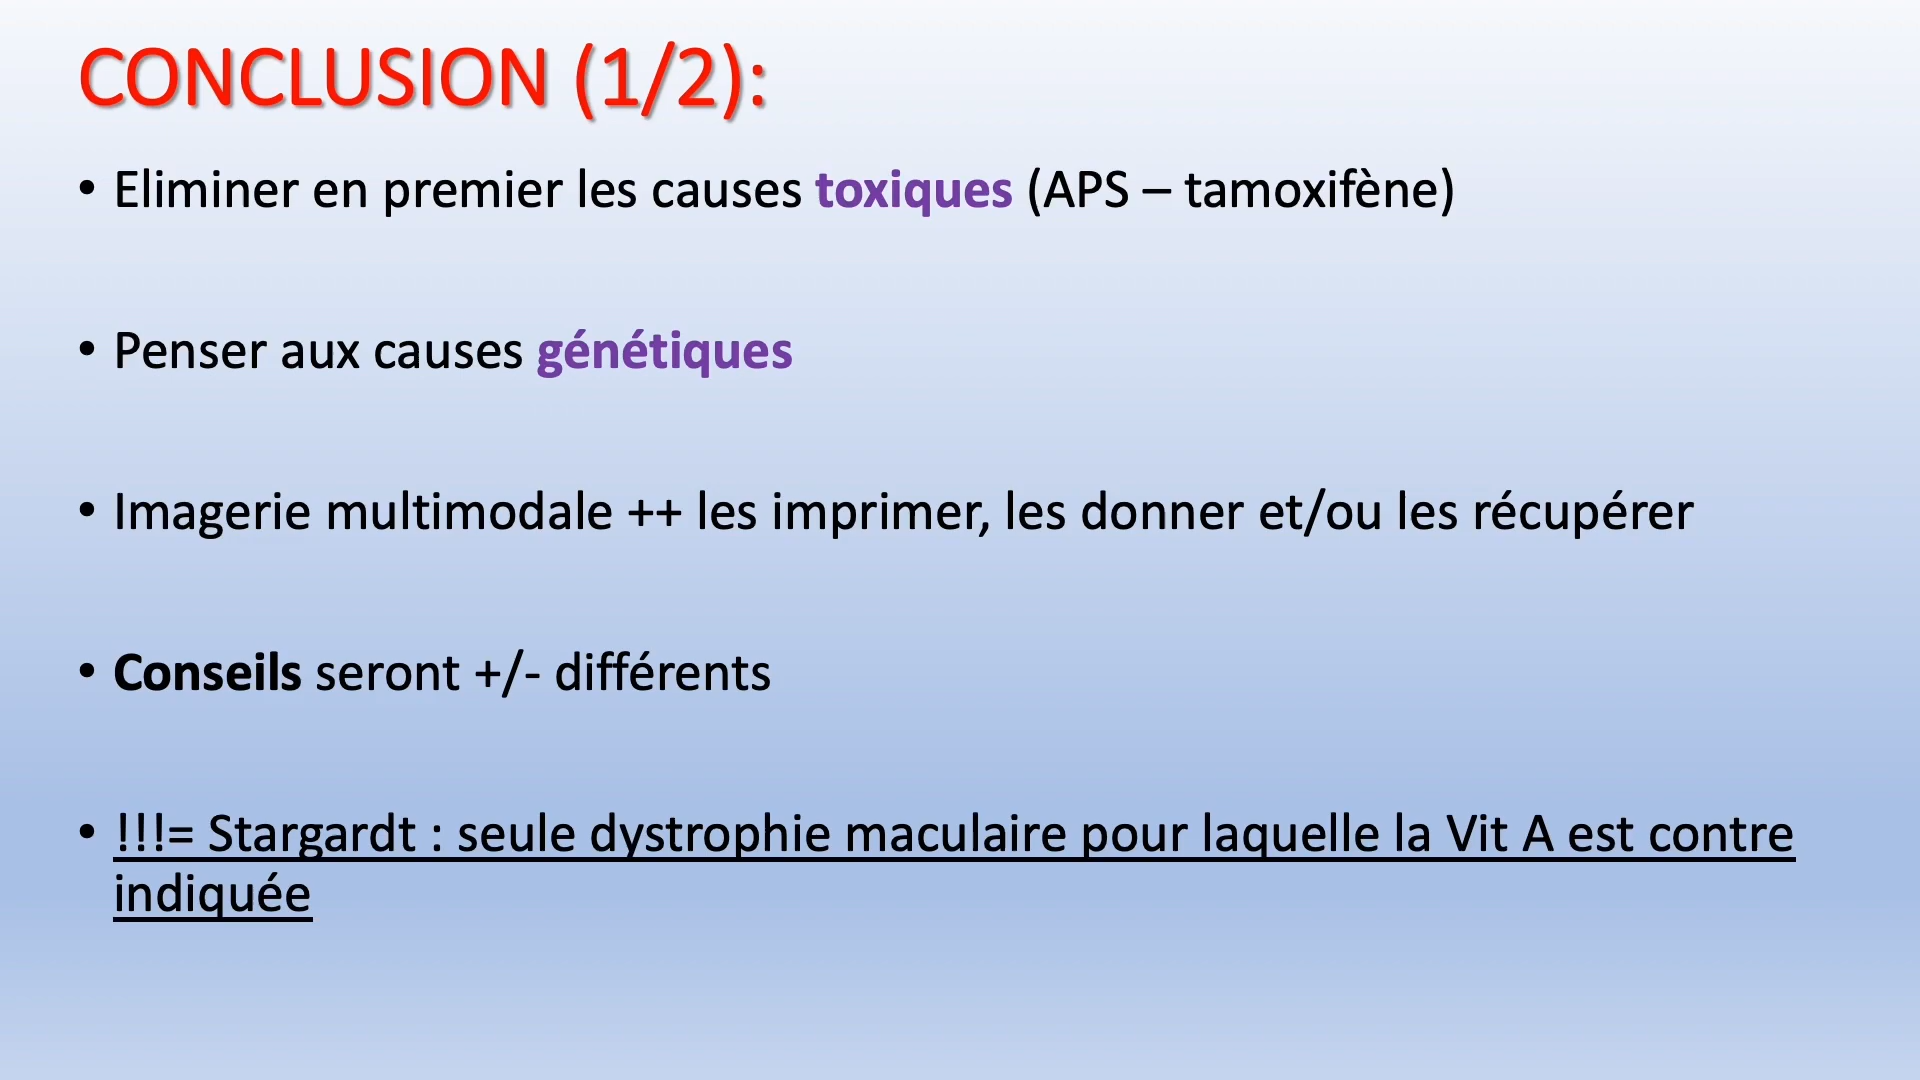 CONCLUSION (1/2):
• Eliminer en premier les causes toxiques (APS – tamoxifène)
• Penser aux causes génétiques
• Imagerie multimodale ++ les imprimer, les donner et/ou les récupérer
• Conseils seront +/- différents
• !!!= Stargardt : seule dystrophie maculaire pour laquelle la Vit A est contre
indiquée